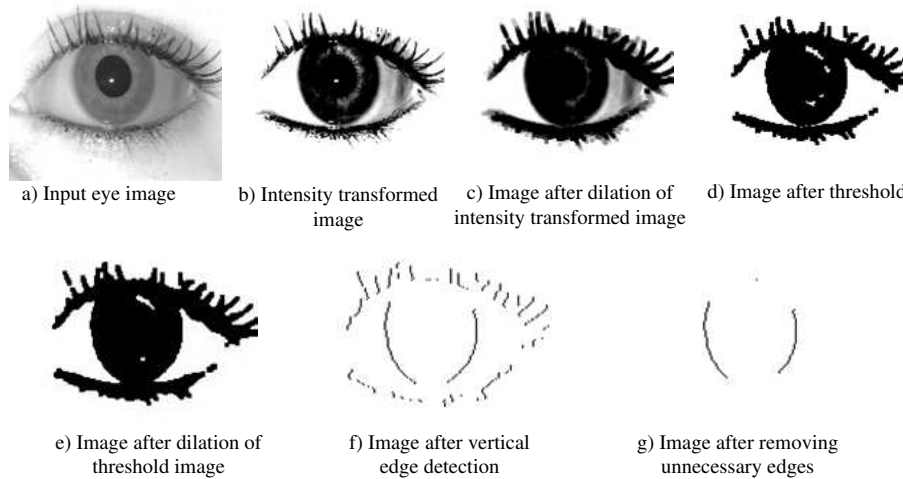 a) Input eye image
b) Intensity transformed
image
c) Image after dilation of
intensity transformed image
d) Image after threshold
e) Image after dilation of
threshold image
f) Image after vertical
edge detection
g) Image after removing
unnecessary edges